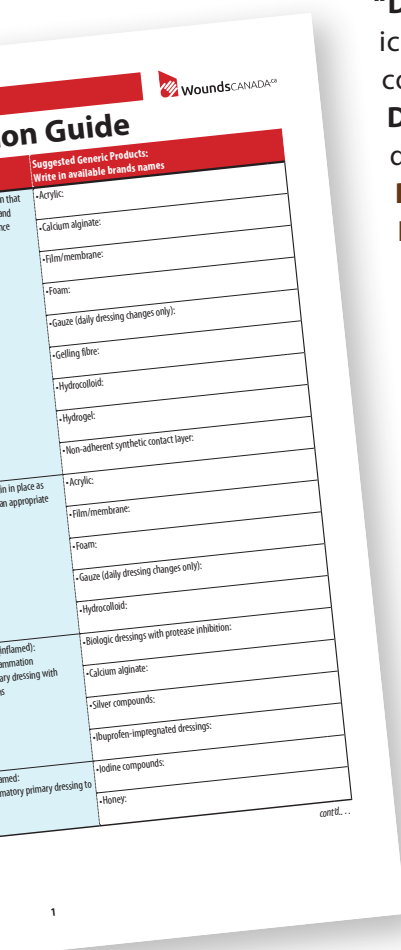 WoundsCANADA.ca
on Guide
Suggested Generic Products:
Write in available brands names
n that
and
nce
•Acrylic:
•Calcium alginate:
•Film/membrane:
•Foam:
•Gauze (daily dressing changes only):
•Gelling fibre:
•Hydrocolloid:
•Hydrogel:
•Non-adherent synthetic contact layer:
in in place as
an appropriate
•Acrylic:
•Film/membrane:
•Foam:
•Gauze (daily dressing changes only):
•Hydrocolloid:
inflamed):
ammation
ary dressing with
s
•Biologic dressings with protease inhibition:
•Calcium alginate:
•Silver compounds:
•Ibuprofen-impregnated dressings:
amed:
matory primary dressing to
•Iodine compounds:
•Honey:
cont'd. . .
1
"D
ic
co
D